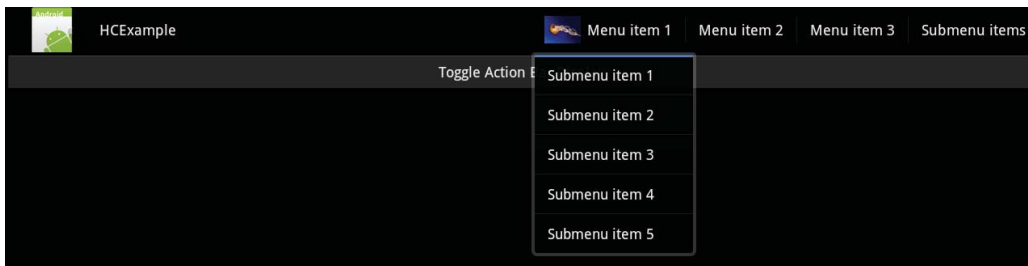 Android
HCExample
Menu item 1
Menu item 2
Menu item 3
Submenu items
Toggle Action
Submenu item 1
Submenu item 2
Submenu item 3
Submenu item 4
Submenu item 5